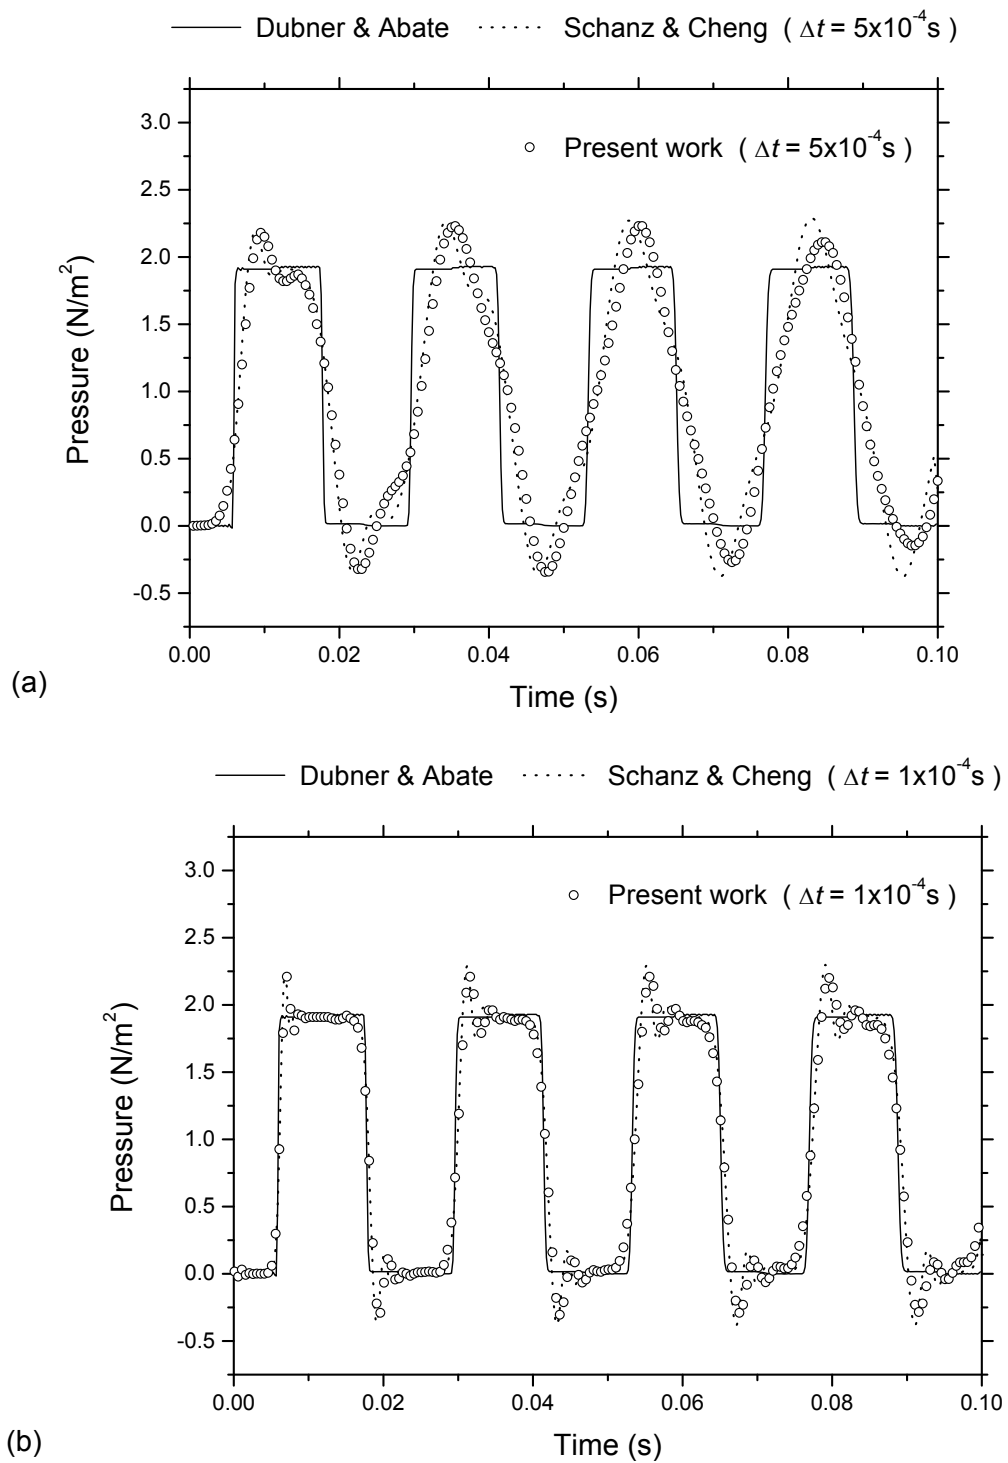 Dubner & Abate Schanz & Cheng ( Δt = 5x10⁻⁴s )
Present work ( Δt = 5x10⁻⁴s )
3.0
2.5
2.0
1.5
1.0
0.5
0.0
-0.5
Pressure (N/m²)
0.00 0.02 0.04 0.06 0.08 0.10
Time (s)
(a)
Dubner & Abate Schanz & Cheng ( Δt = 1x10⁻⁴s )
Present work ( Δt = 1x10⁻⁴s )
3.0
2.5
2.0
1.5
1.0
0.5
0.0
-0.5
Pressure (N/m²)
0.00 0.02 0.04 0.06 0.08 0.10
Time (s)
(b)